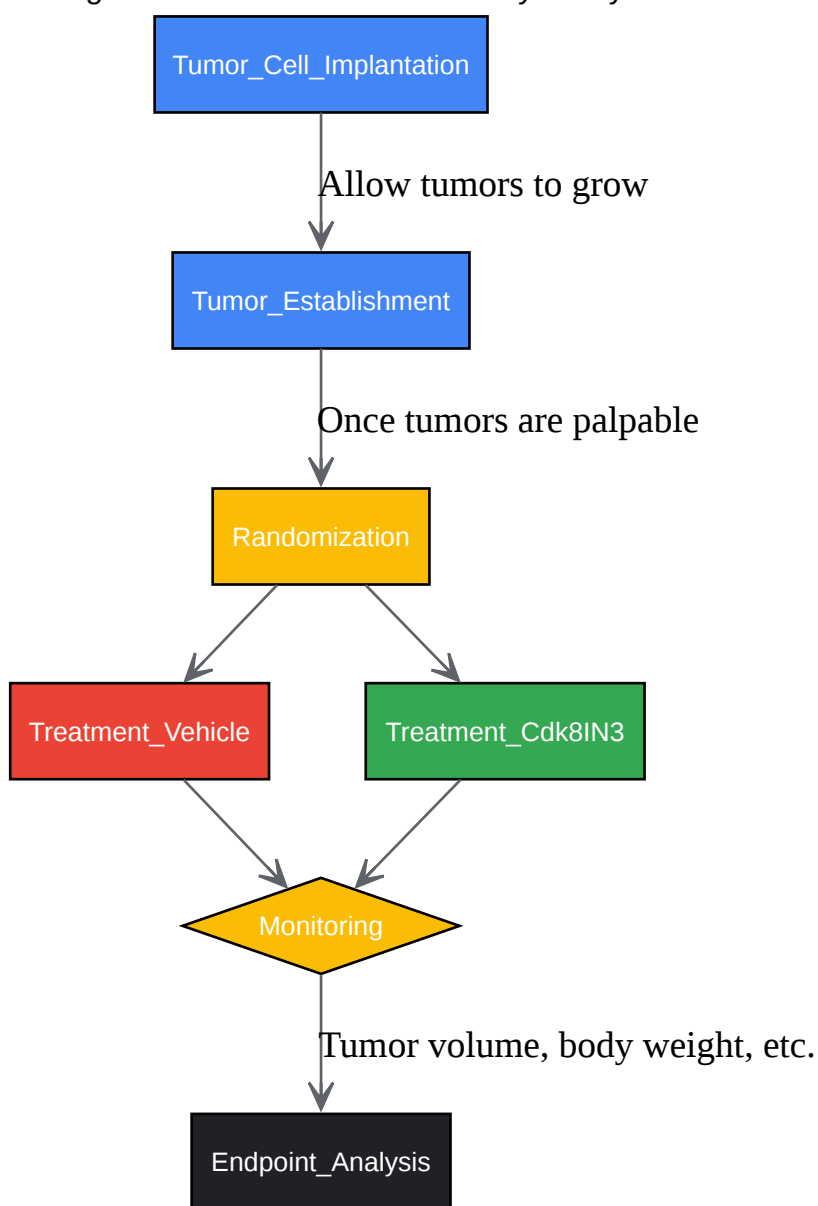 Tumor_Cell_Implantation
Allow tumors to grow
Tumor_Establishment
Once tumors are palpable
Randomization
Treatment_Vehicle
Treatment_Cdk8IN3
Monitoring
Tumor volume, body weight, etc.
Endpoint_Analysis